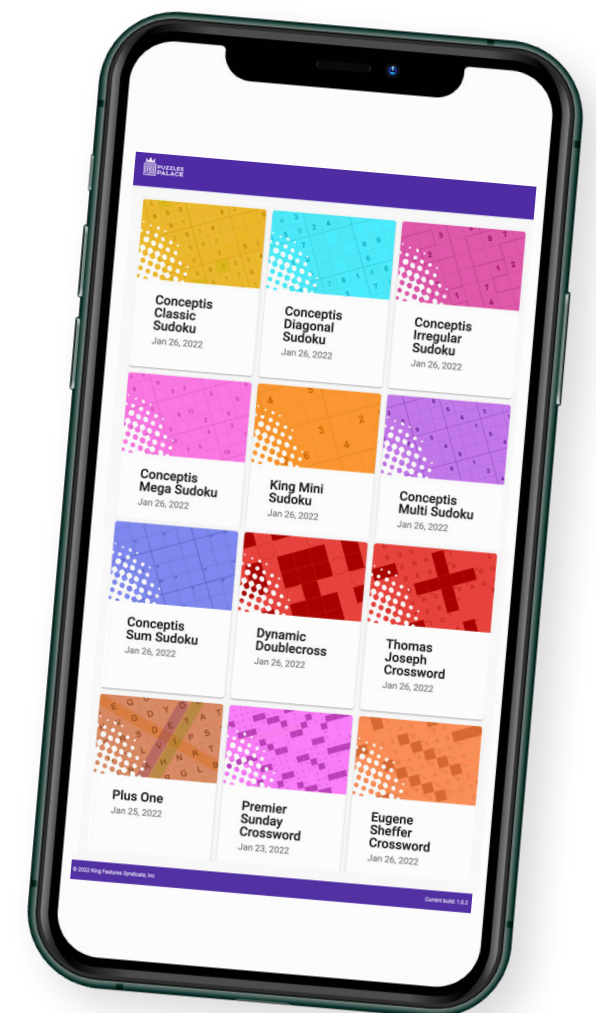 PUZZLES
PALACE
Conceptis
Classic
Sudoku
Jan 26, 2022
Conceptis
Diagonal
Sudoku
Jan 26, 2022
Conceptis
Irregular
Sudoku
Jan 26, 2022
Conceptis
Mega Sudoku
Jan 26, 2022
King Mini
Sudoku
Jan 26, 2022
Conceptis
Multi Sudoku
Jan 26, 2022
Conceptis
Sum Sudoku
Jan 26, 2022
Dynamic
Doublecross
Jan 26, 2022
Thomas
Joseph
Crossword
Jan 26, 2022
Plus One
Jan 25, 2022
Premier
Sunday
Crossword
Jan 23, 2022
Eugene
Sheffer
Crossword
Jan 26, 2022
© 2022 King Features Syndicate, Inc
Current build: 1.0.2